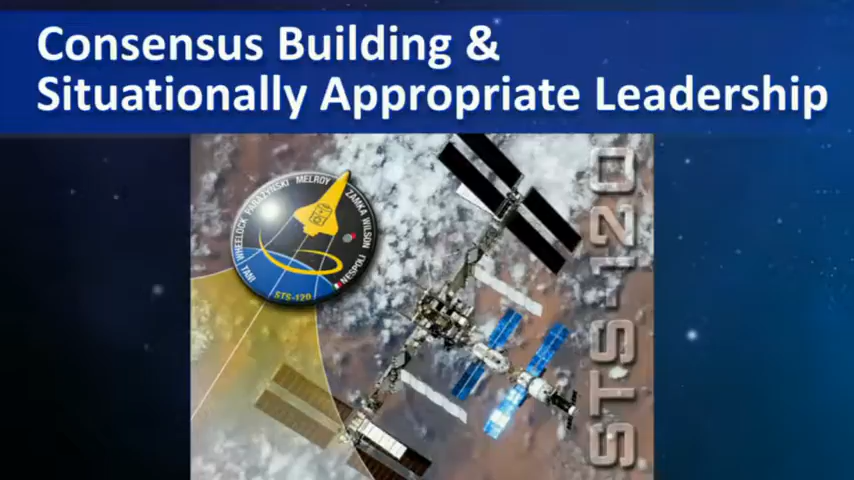 Consensus Building &
Situationally Appropriate Leadership
WHEELOCK PARAZYNSKI MELROY ZAMKA WILSON
TANI
NESPOLI
STS-120
STS-120